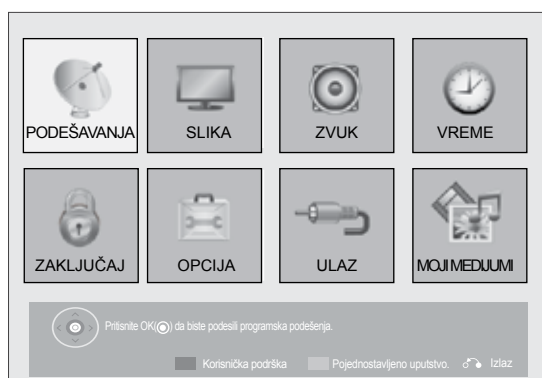 PODEŠAVANJA SLIKA ZVUK VREME
ZAKLJUČAJ OPCIJA ULAZ MOJI MEDIJUMI
Pritisnite OK(◉) da biste podesili programska podešenja.
Korisnička podrška Pojednostavljeno uputstvo. Izlaz